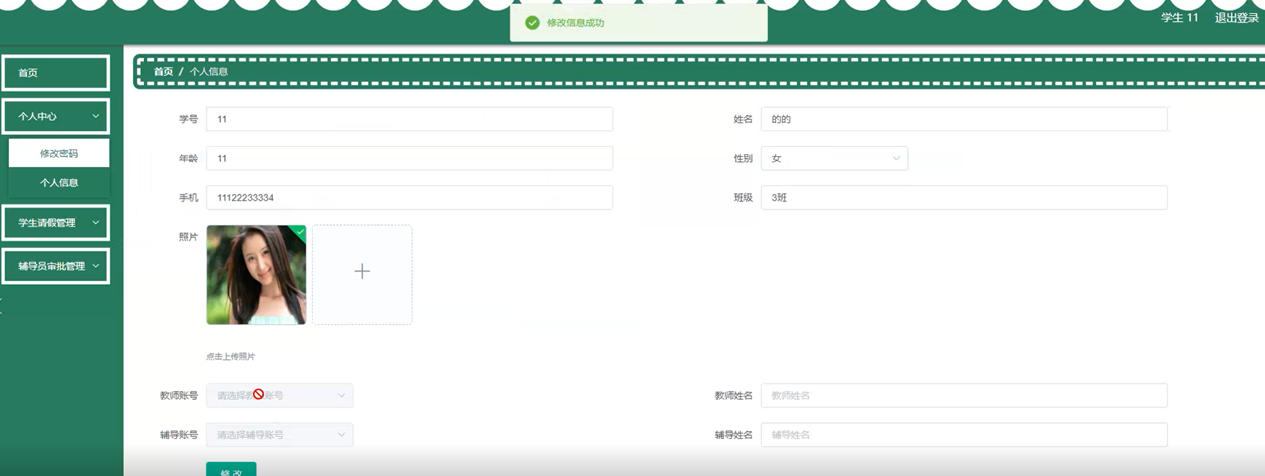 修改信息成功
学生 11 退出登录
首页
首页 / 个人信息
个人中心
修改密码
个人信息
学生请假管理
辅导员审批管理
学号 11
姓名 的的
年龄 11
性别 女
手机 11122233334
班级 3班
照片
点击上传照片
教师账号 请选择教 账号
教师姓名 教师姓名
辅导账号 请选择辅导账号
辅导姓名 辅导姓名
修 改